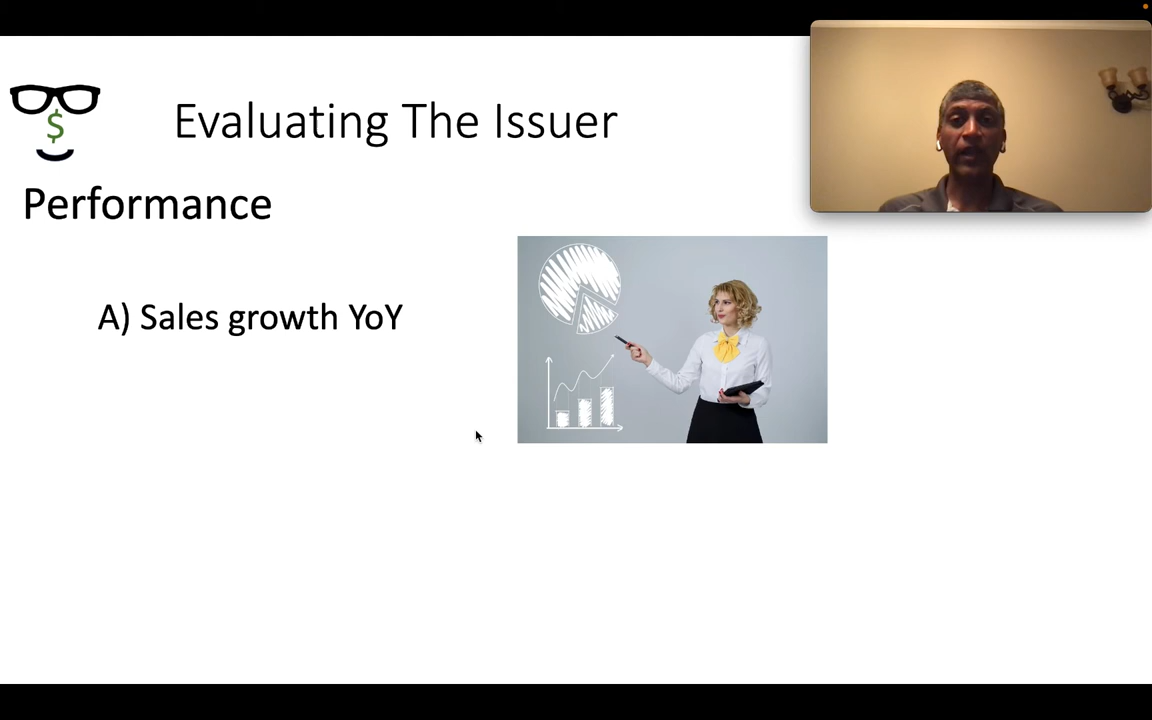 $
Evaluating The Issuer
Performance
A) Sales growth YoY